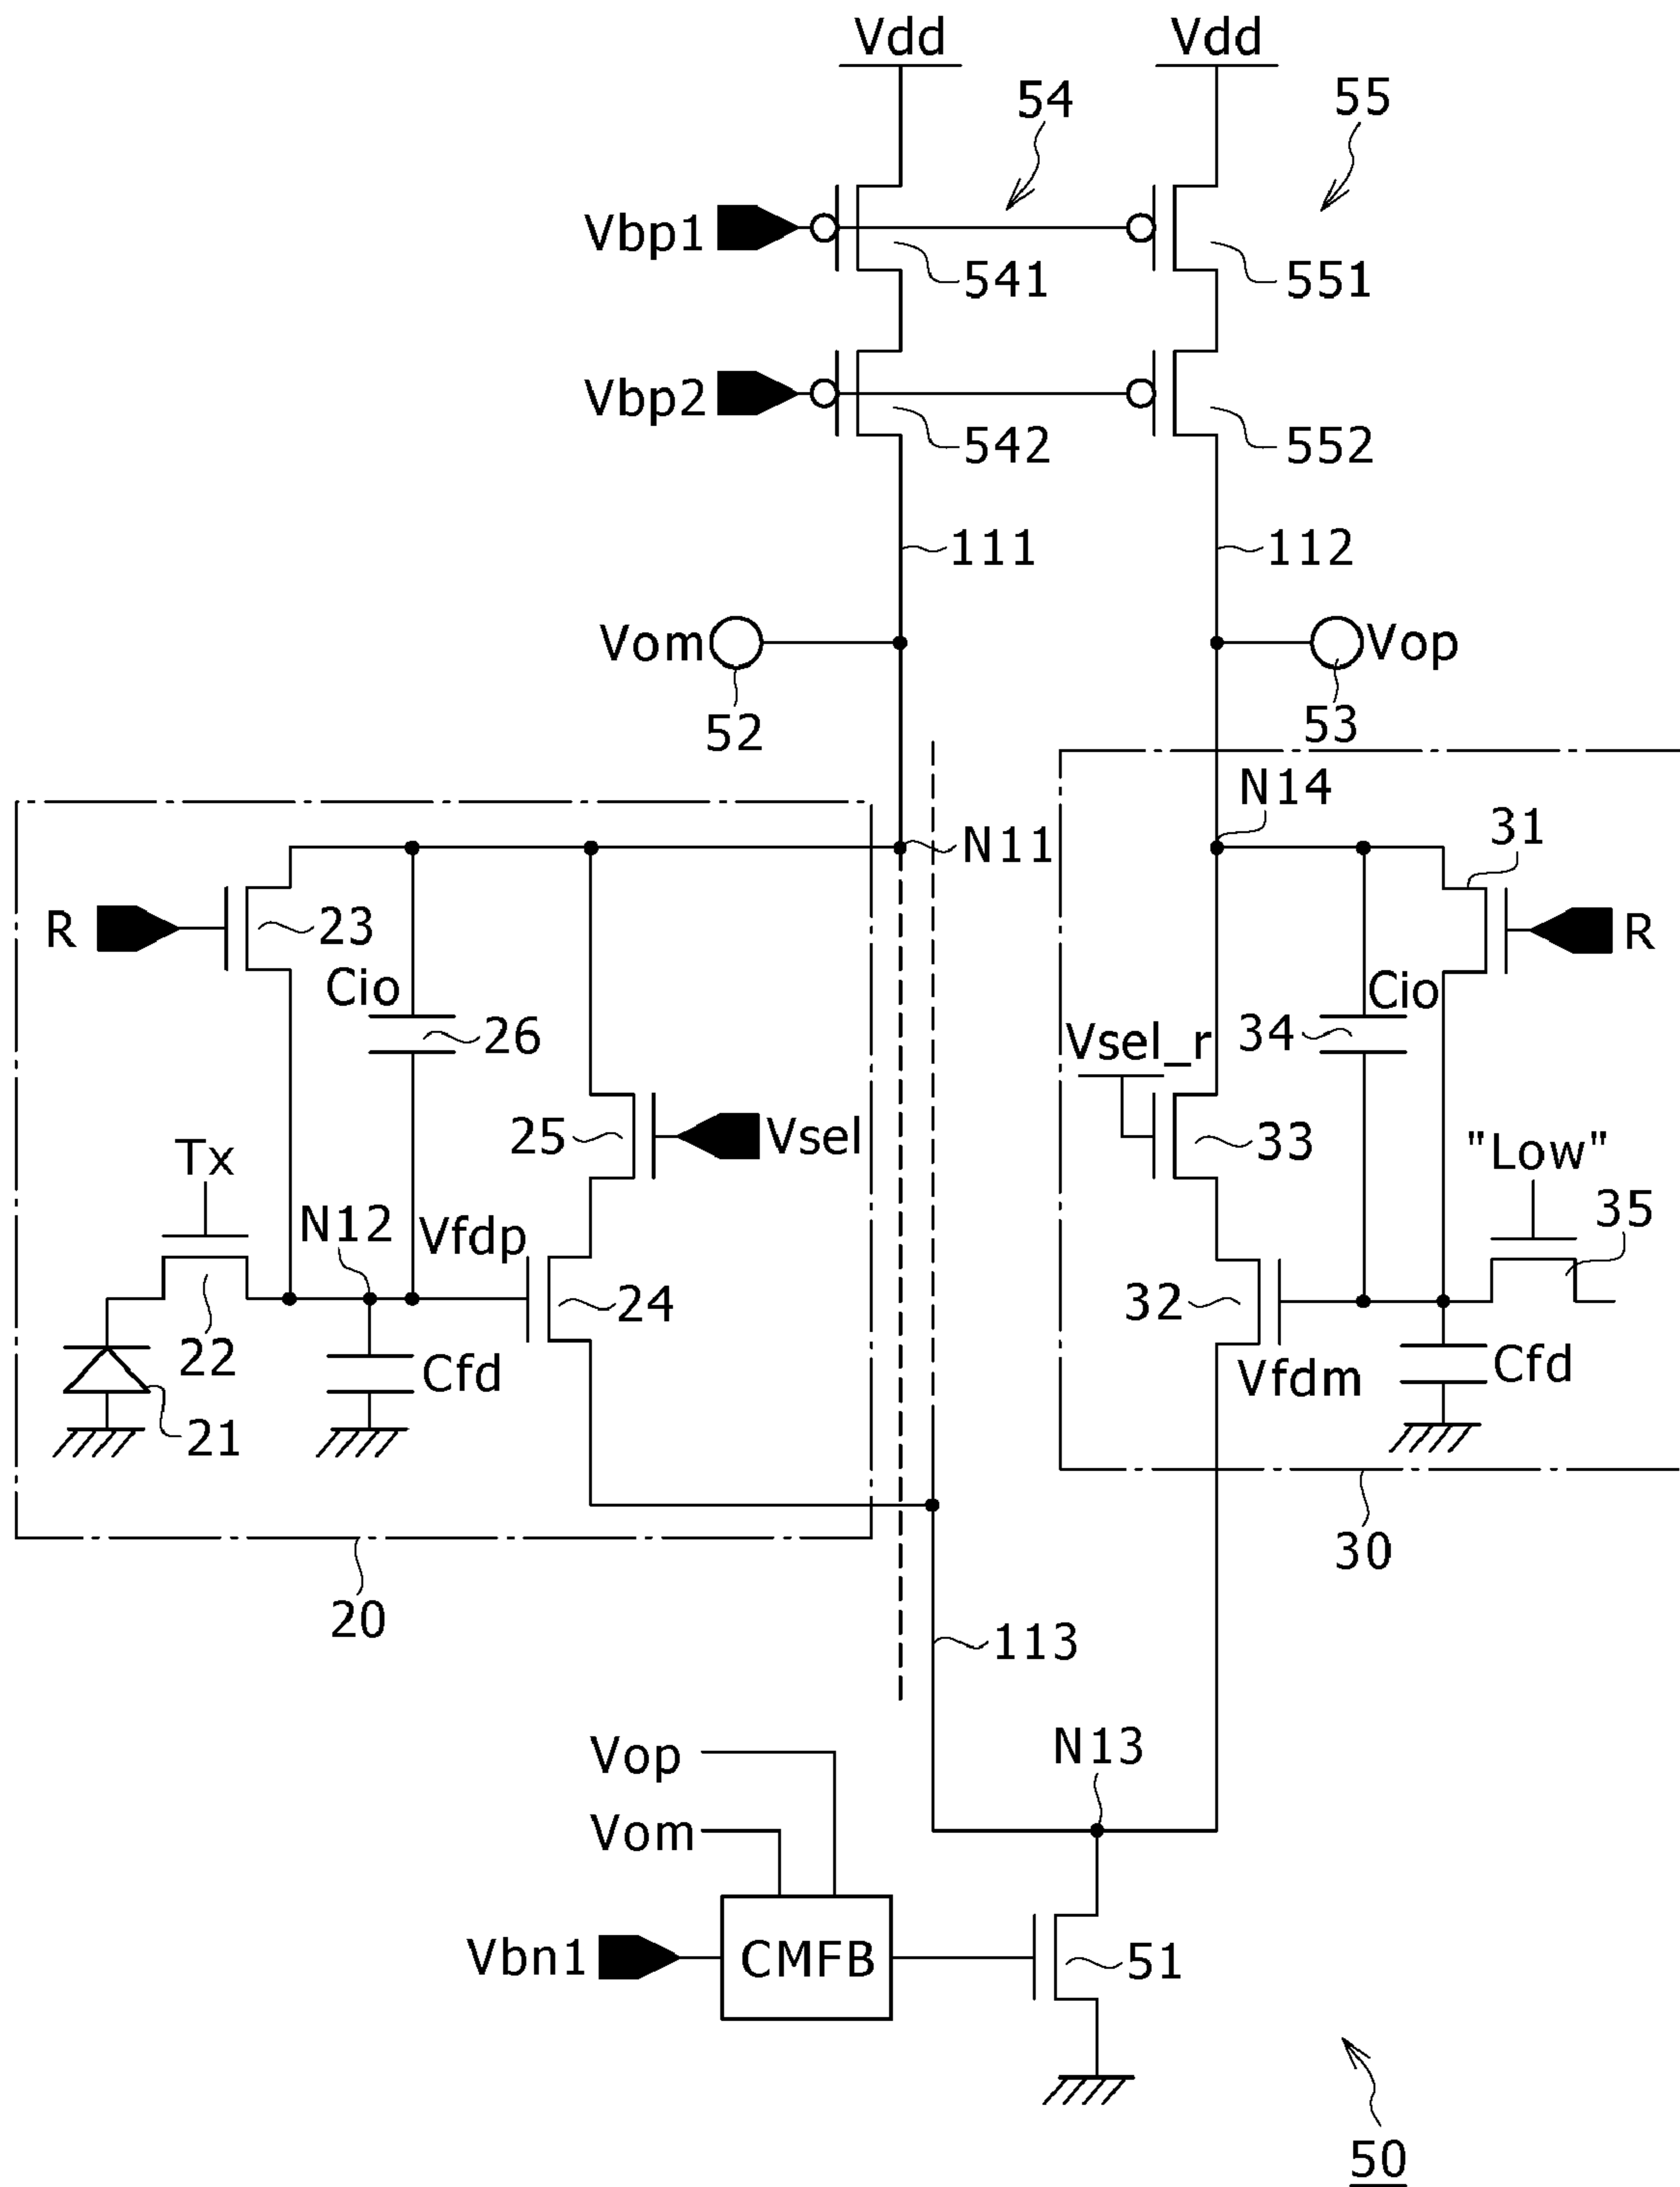 Vdd Vdd
54 55
Vbp1
541 551
Vbp2
542 552
111 112
Vom Vop
52 53
N14
N11 31
R 23 R
Cio Cio
26 34
Vsel_r
25 Vsel 33
Tx "Low"
N12 Vfdp 35
24 32
22 Cfd Vfdm Cfd
21
20 30
113
N13
Vop
Vom
Vbn1 CMFB 51
50